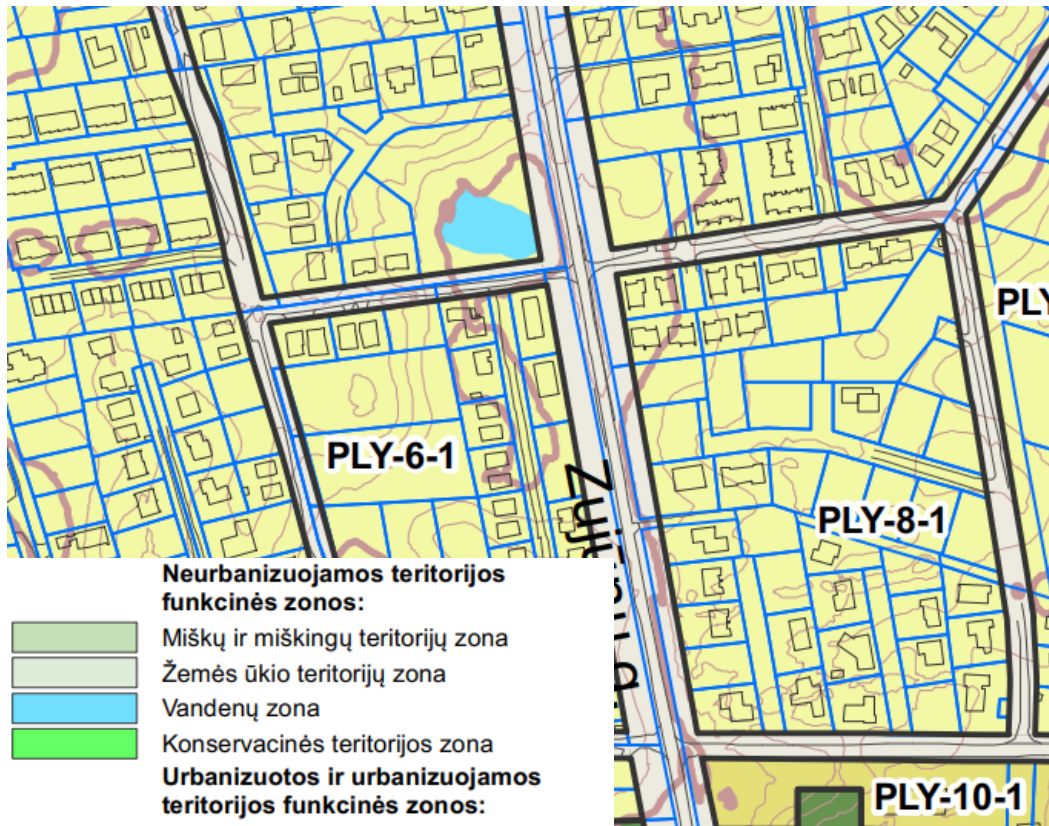 PLY-6-1
PLY-8-1
PLY-10-1
Neurbanizuojamos teritorijos
funkcinės zonos:
Miškų ir miškingų teritorijų zona
Žemės ūkio teritorijų zona
Vandenų zona
Konservacinės teritorijos zona
Urbanizuotos ir urbanizuojamos
teritorijos funkcinės zonos: